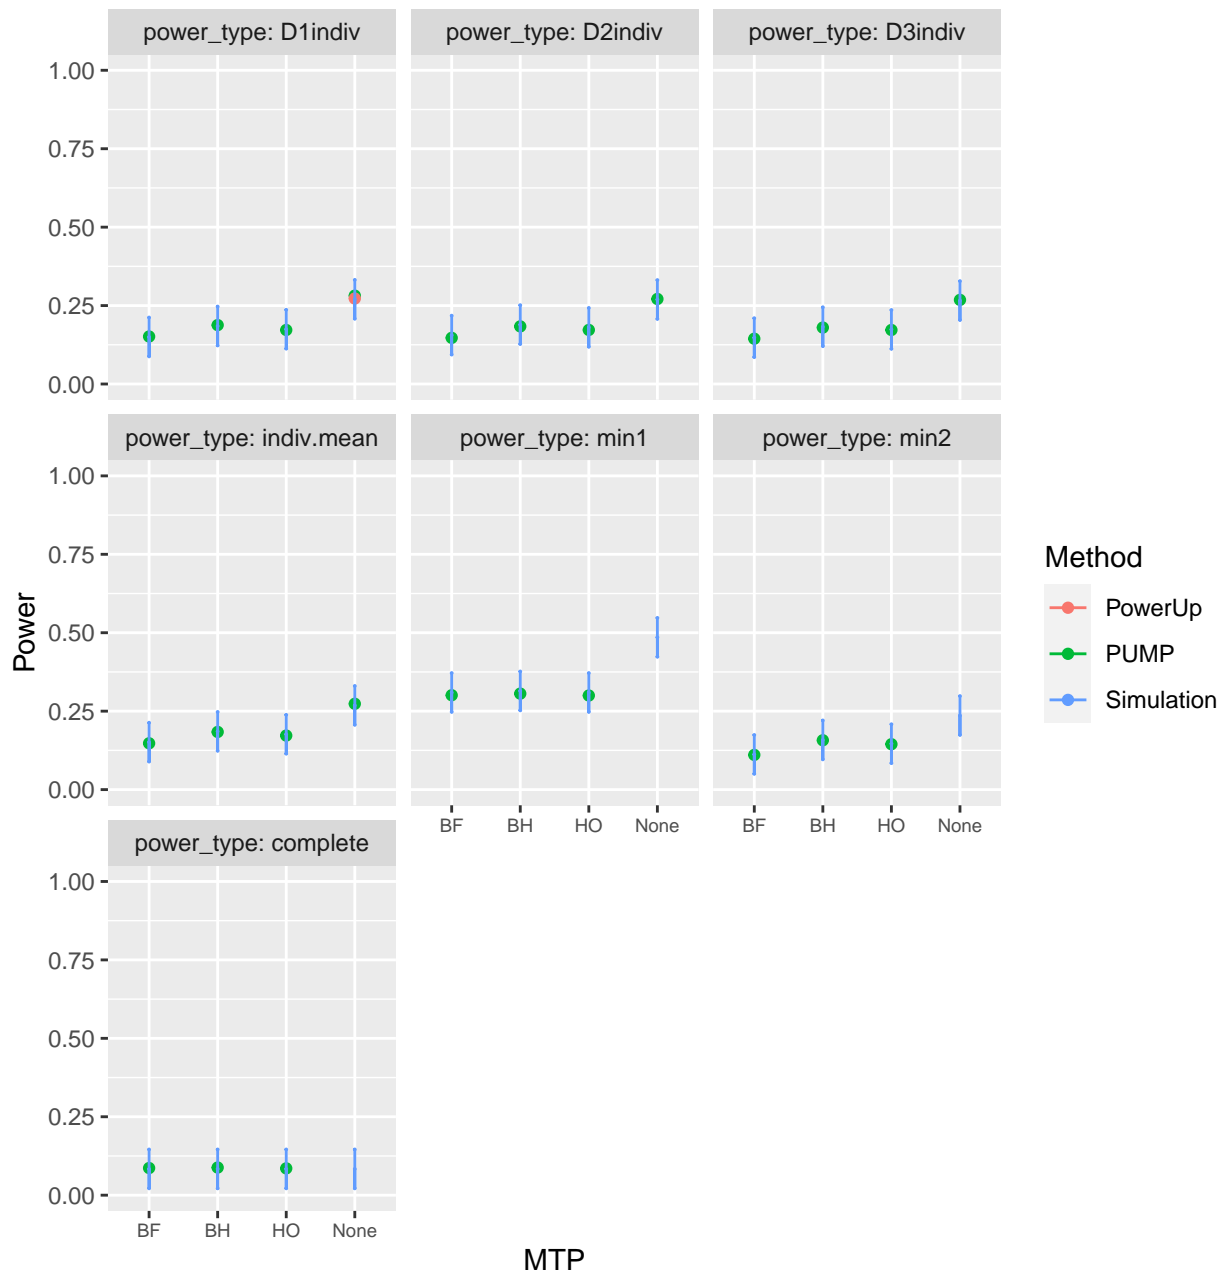 power_type: D1indiv
power_type: D2indiv
power_type: D3indiv
1.00
0.75
0.50
0.25
0.00
power_type: indiv.mean
power_type: min1
power_type: min2
1.00
0.75
0.50
0.25
0.00
BF BH HO None
BF BH HO None
power_type: complete
1.00
0.75
0.50
0.25
0.00
BF BH HO None
MTP
Power
Method
PowerUp
PUMP
Simulation